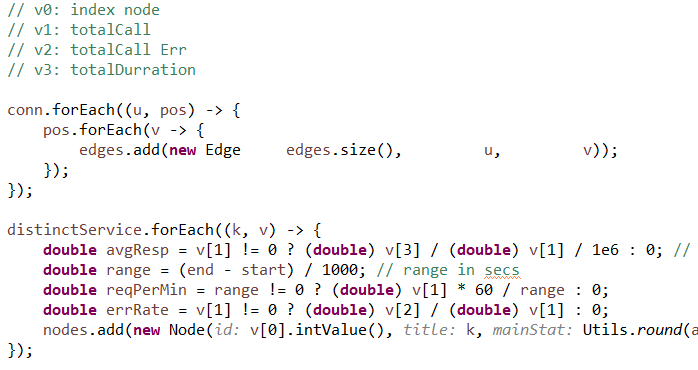 // v0: index node
// v1: totalCall
// v2: totalCall Err
// v3: totalDurration
conn.forEach((u, pos) -> {
pos.forEach(v -> {
edges.add(new Edge edges.size(), u, v));
});
});
distinctService.forEach((k, v) -> {
double avgResp = v[1] != 0 ? (double) v[3] / (double) v[1] / 1e6 : 0; //
double range = (end - start) / 1000; // range in secs
double reqPerMin = range != 0 ? (double) v[1] * 60 / range : 0;
double errRate = v[1] != 0 ? (double) v[2] / (double) v[1] : 0;
nodes.add(new Node(id: v[0].intValue(), title: k, mainStat: Utils.round(a
});